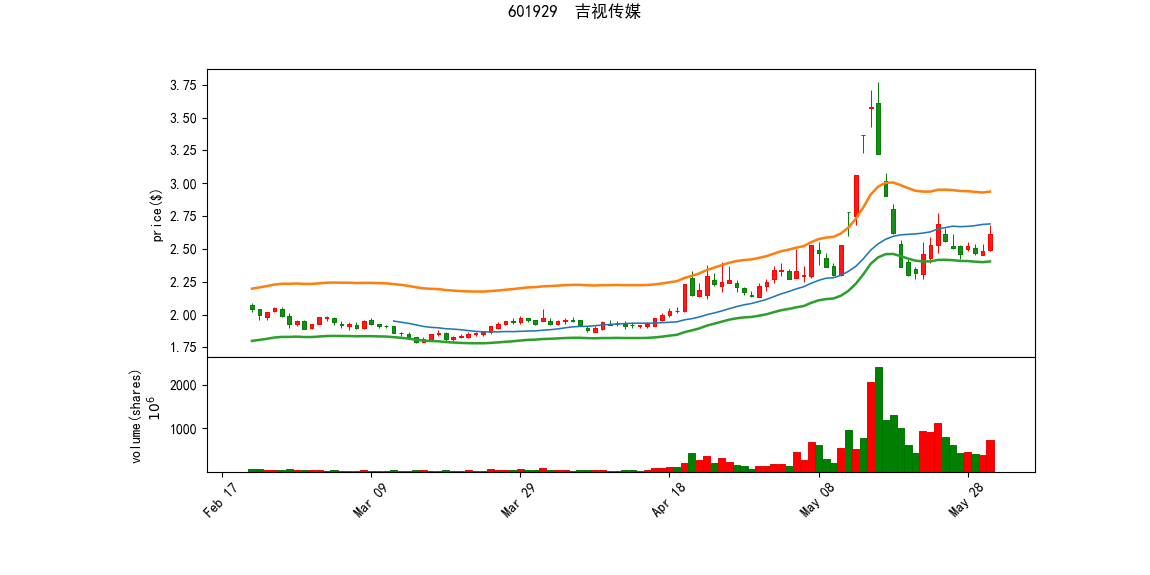 601929 吉视传媒
price($)
3.75
3.50
3.25
3.00
2.75
2.50
2.25
2.00
1.75
volume(shares)
10^6
2000
1000
Feb 17
Mar 09
Mar 29
Apr 18
May 08
May 28